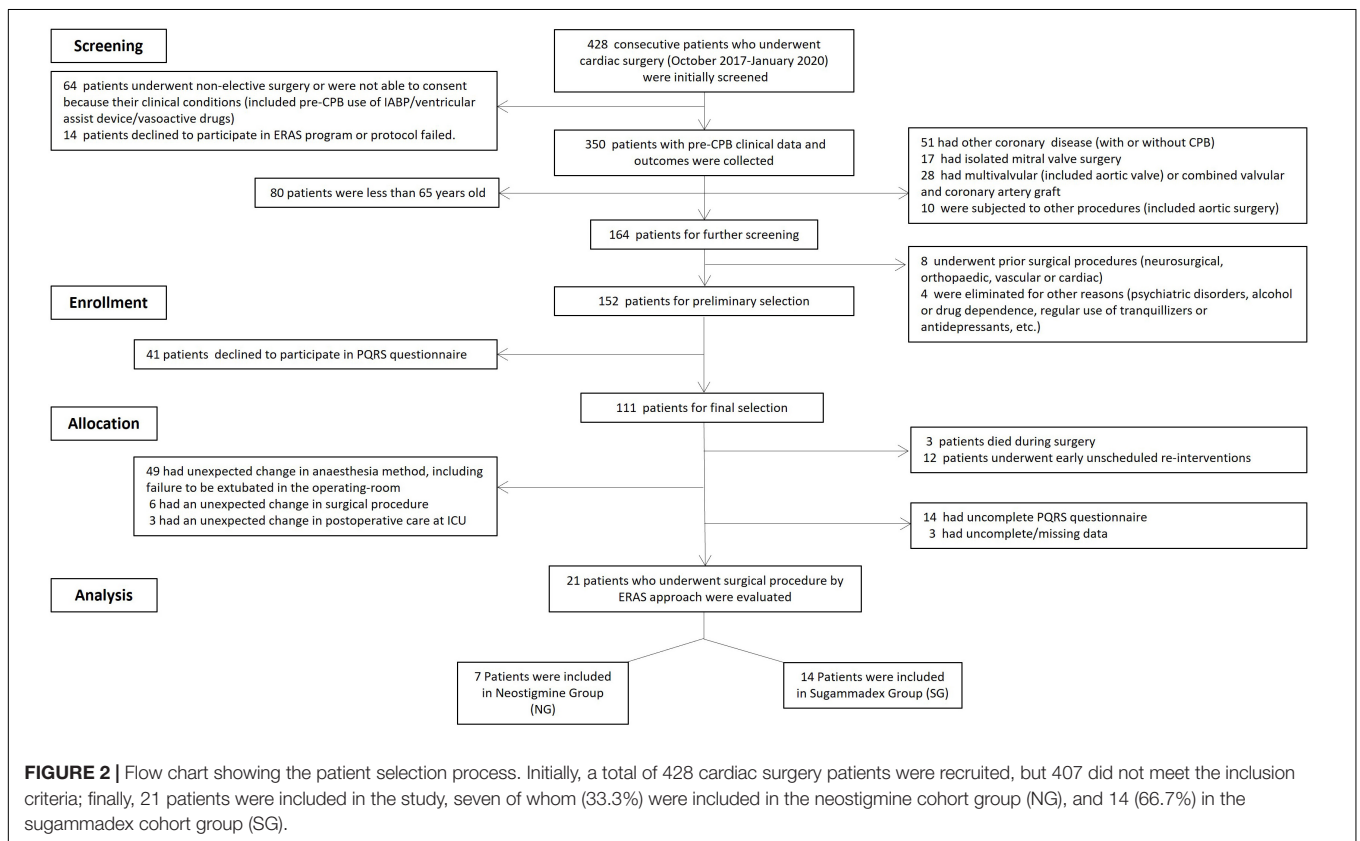 Screening
428 consecutive patients who underwent
cardiac surgery (October 2017-January 2020)
were initially screened
64 patients underwent non-elective surgery or were not able to consent
because their clinical conditions (included pre-CPB use of IABP/ventricular
assist device/vasoactive drugs)
14 patients declined to participate in ERAS program or protocol failed.
350 patients with pre-CPB clinical data and
outcomes were collected
51 had other coronary disease (with or without CPB)
17 had isolated mitral valve surgery
28 had multivalvular (included aortic valve) or combined valvular
and coronary artery graft
10 were subjected to other procedures (included aortic surgery)
80 patients were less than 65 years old
164 patients for further screening
8 underwent prior surgical procedures (neurosurgical,
orthopaedic, vascular or cardiac)
4 were eliminated for other reasons (psychiatric disorders, alcohol
or drug dependence, regular use of tranquillizers or
antidepressants, etc.)
Enrollment
152 patients for preliminary selection
41 patients declined to participate in PQRS questionnaire
111 patients for final selection
Allocation
3 patients died during surgery
12 patients underwent early unscheduled re-interventions
49 had unexpected change in anaesthesia method, including
failure to be extubated in the operating-room
6 had an unexpected change in surgical procedure
3 had an unexpected change in postoperative care at ICU
14 had uncomplete PQRS questionnaire
3 had uncomplete/missing data
Analysis
21 patients who underwent surgical procedure by
ERAS approach were evaluated
7 Patients were included
in Neostigmine Group
(NG)
14 Patients were included
in Sugammadex Group (SG)
FIGURE 2 | Flow chart showing the patient selection process. Initially, a total of 428 cardiac surgery patients were recruited, but 407 did not meet the inclusion
criteria; finally, 21 patients were included in the study, seven of whom (33.3%) were included in the neostigmine cohort group (NG), and 14 (66.7%) in the
sugammadex cohort group (SG).